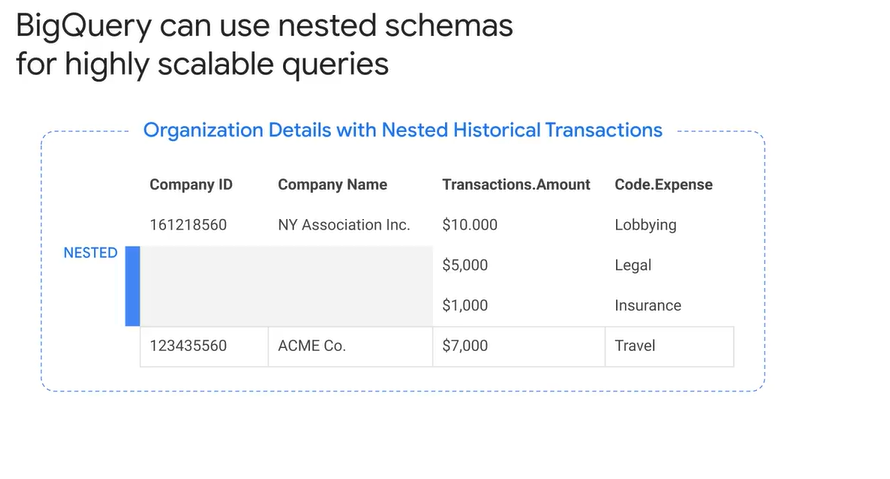 BigQuery can use nested schemas
for highly scalable queries
Organization Details with Nested Historical Transactions
Company ID Company Name Transactions.Amount Code.Expense
161218560 NY Association Inc. $10.000 Lobbying
NESTED
$5,000 Legal
$1,000 Insurance
123435560 ACME Co. $7,000 Travel